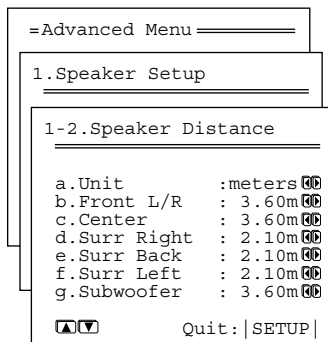 =Advanced Menu
1.Speaker Setup
1-2.Speaker Distance
a.Unit :meters
b.Front L/R : 3.60m
c.Center : 3.60m
d.Surr Right : 2.10m
e.Surr Back : 2.10m
f.Surr Left : 2.10m
g.Subwoofer : 3.60m
Quit:|SETUP|